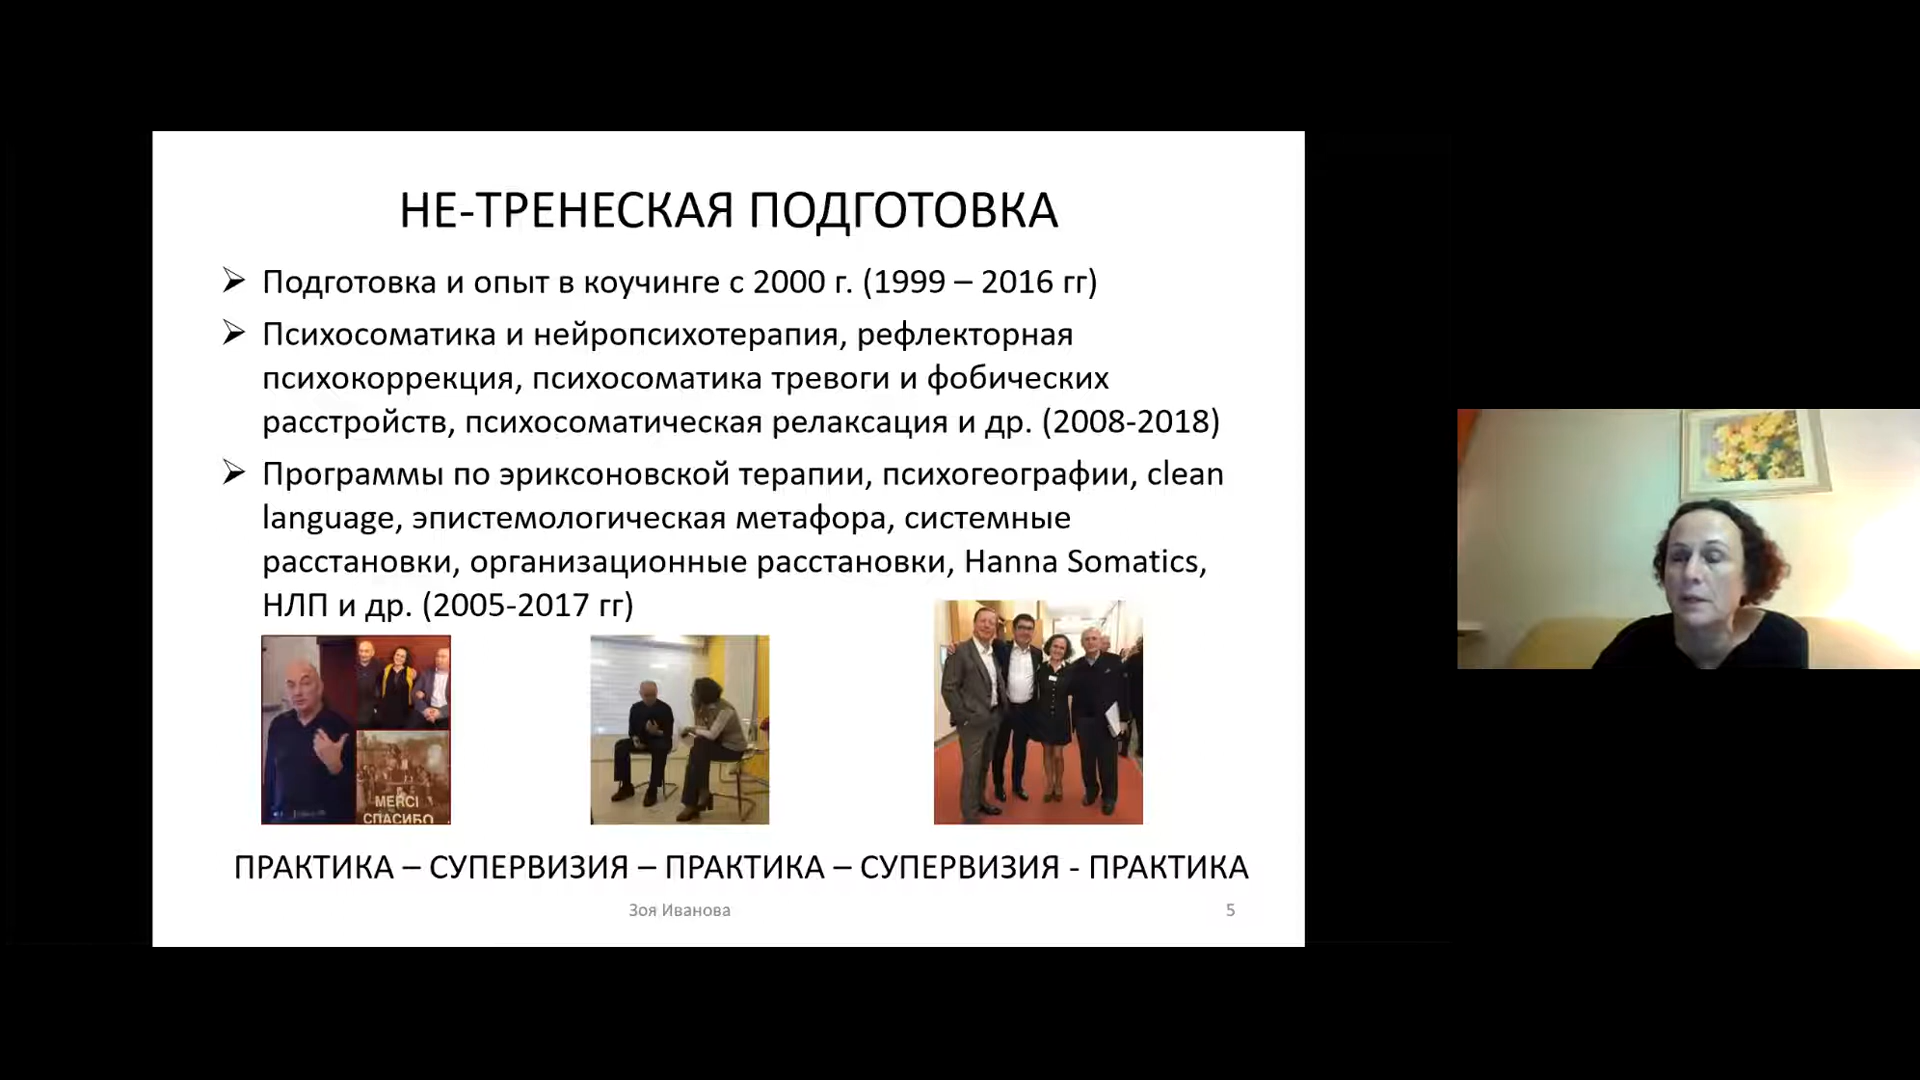 НЕ-ТРЕНЕСКАЯ ПОДГОТОВКА
Подготовка и опыт в коучинге с 2000 г. (1999 – 2016 гг)
Психосоматика и нейропсихотерапия, рефлекторная
психокоррекция, психосоматика тревоги и фобических
расстройств, психосоматическая релаксация и др. (2008-2018)
Программы по эриксоновской терапии, психогеографии, clean
language, эпистемологическая метафора, системные
расстановки, организационные расстановки, Hanna Somatics,
НЛП и др. (2005-2017 гг)
MERCI
СПАСИБО
ПРАКТИКА – СУПЕРВИЗИЯ – ПРАКТИКА – СУПЕРВИЗИЯ - ПРАКТИКА
Зоя Иванова
5